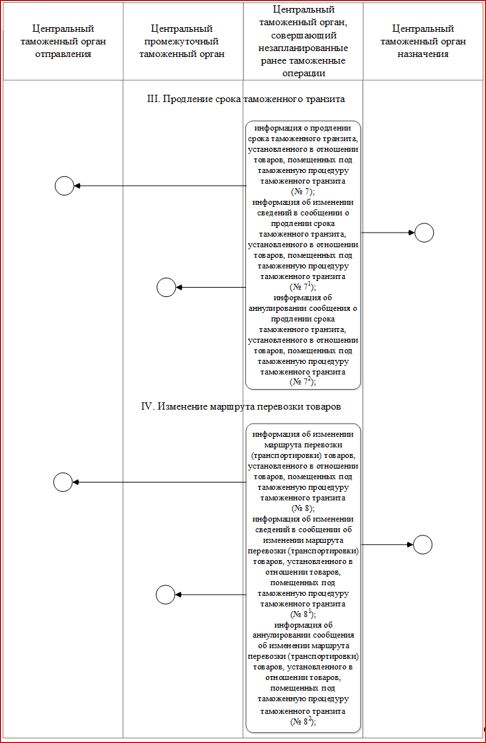 Центральный
таможенный орган
отправления
Центральный
промежуточный
таможенный орган
Центральный
таможенный орган,
совершающий
незапланированные
ранее таможенные
операции
Центральный
таможенный орган
назначения
III. Продление срока таможенного транзита
информация о продлении
срока таможенного транзита,
установленного в отношении
товаров, помещенных под
таможенную процедуру
таможенного транзита
(№ 7);
информация об изменении
сведений в сообщении о
продлении срока
таможенного транзита,
установленного в отношении
товаров, помещенных под
таможенную процедуру
таможенного транзита
(№ 7¹);
информация об
аннулировании сообщения о
продлении срока
таможенного транзита,
установленного в отношении
товаров, помещенных под
таможенную процедуру
таможенного транзита
(№ 7²);
IV. Изменение маршрута перевозки товаров
информация об изменении
маршрута перевозки
(транспортировки) товаров,
установленного в отношении
товаров, помещенных под
таможенную процедуру
таможенного транзита
(№ 8);
информация об изменении
сведений в сообщении об
изменении маршрута
перевозки (транспортировки)
товаров, установленного в
отношении товаров,
помещенных под
таможенную процедуру
таможенного транзита
(№ 8¹);
информация об
аннулировании сообщения
об изменении маршрута
перевозки (транспортировки)
товаров, установленного в
отношении товаров,
помещенных под
таможенную процедуру
таможенного транзита
(№ 8²);